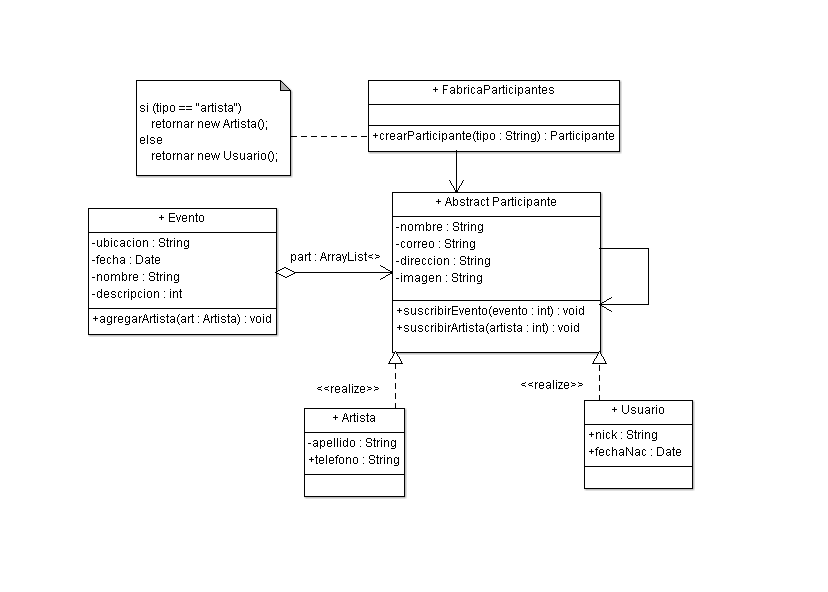 si (tipo == "artista")
retornar new Artista();
else
retornar new Usuario();
+ FabricaParticipantes
+crearParticipante(tipo : String) : Participante
+ Evento
-ubicacion : String
-fecha : Date
-nombre : String
-descripcion : int
+agregarArtista(art : Artista) : void
part : ArrayList<>
+ Abstract Participante
-nombre : String
-correo : String
-direccion : String
-imagen : String
+suscribirEvento(evento : int) : void
+suscribirArtista(artista : int) : void
<<realize>>
<<realize>>
+ Artista
-apellido : String
+telefono : String
+ Usuario
+nick : String
+fechaNac : Date